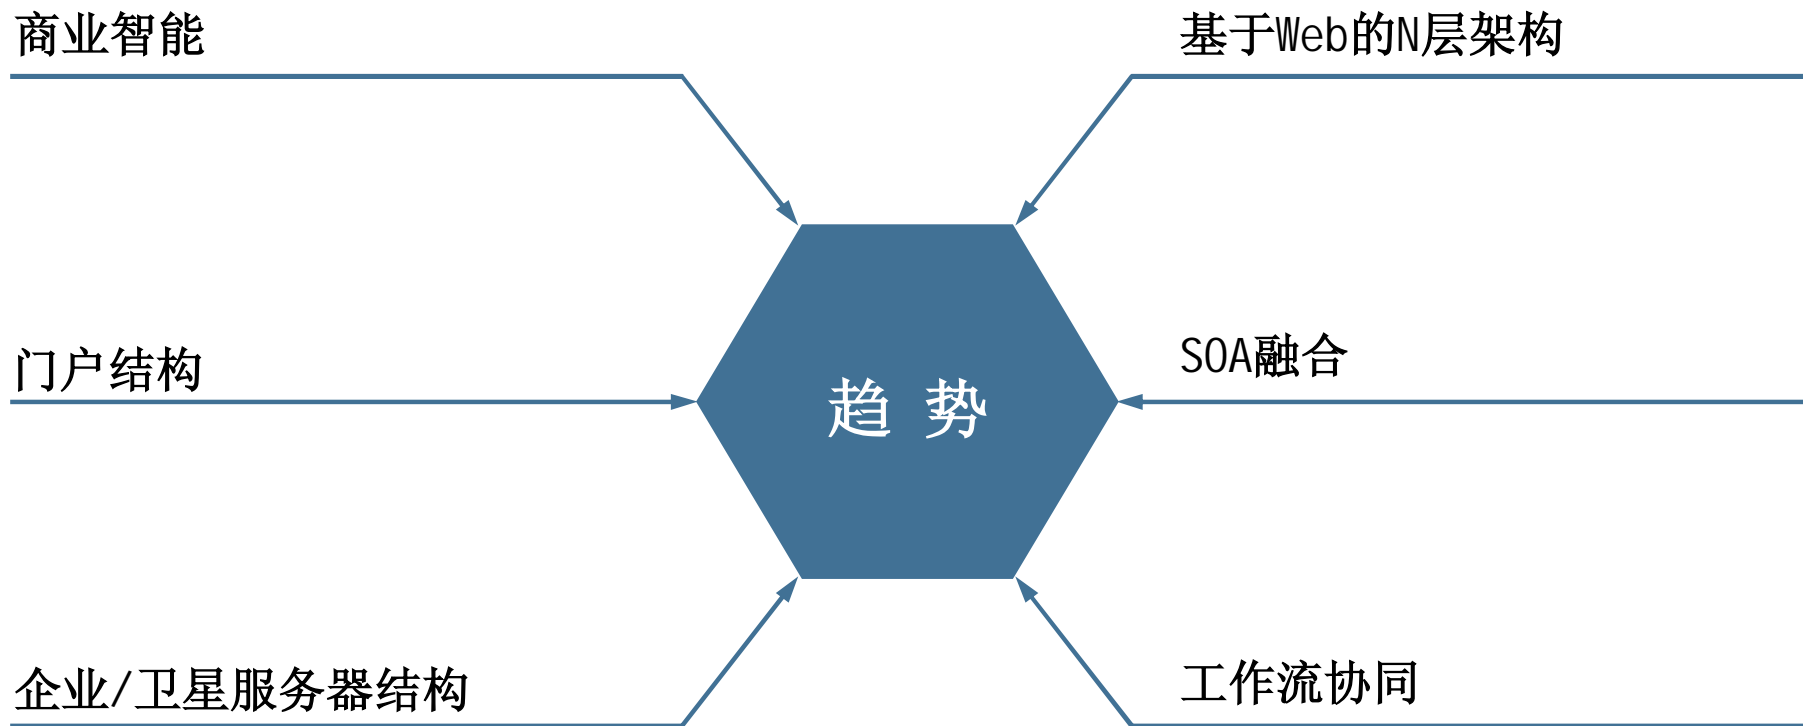 商业智能
基于Web的N层架构
门户结构
SOA融合
趋 势
企业/卫星服务器结构
工作流协同